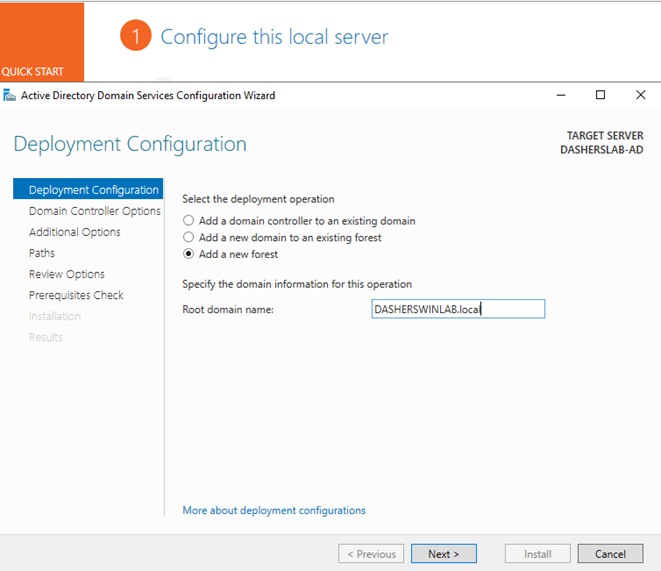 1 Configure this local server
QUICK START
Active Directory Domain Services Configuration Wizard
Deployment Configuration
TARGET SERVER
DASHERSLAB-AD
Deployment Configuration
Domain Controller Options
Additional Options
Paths
Review Options
Prerequisites Check
Installation
Results
Select the deployment operation
Add a domain controller to an existing domain
Add a new domain to an existing forest
Add a new forest
Specify the domain information for this operation
Root domain name: DASHERSWINLAB.local
More about deployment configurations
< Previous Next > Install Cancel